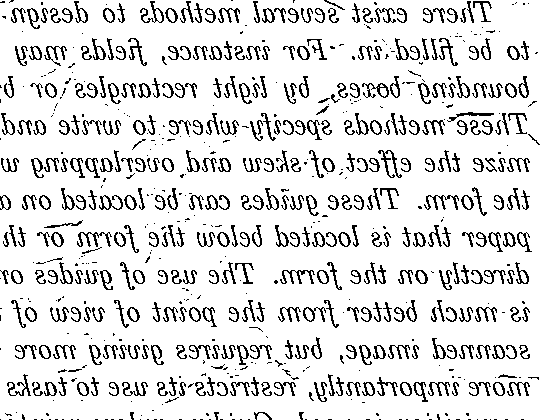 There exist several methods to design
to be filled in. For instance, fields may
bounding boxes, by light rectangles or
These methods specify where to write and
mize the effect of skew and overlapping
the form. These guides can be located on
paper that is located below the form or
directly on the form. The use of guides
is much better from the point of view of
scanned image, but requires giving more
more importantly, restricts its use to tasks